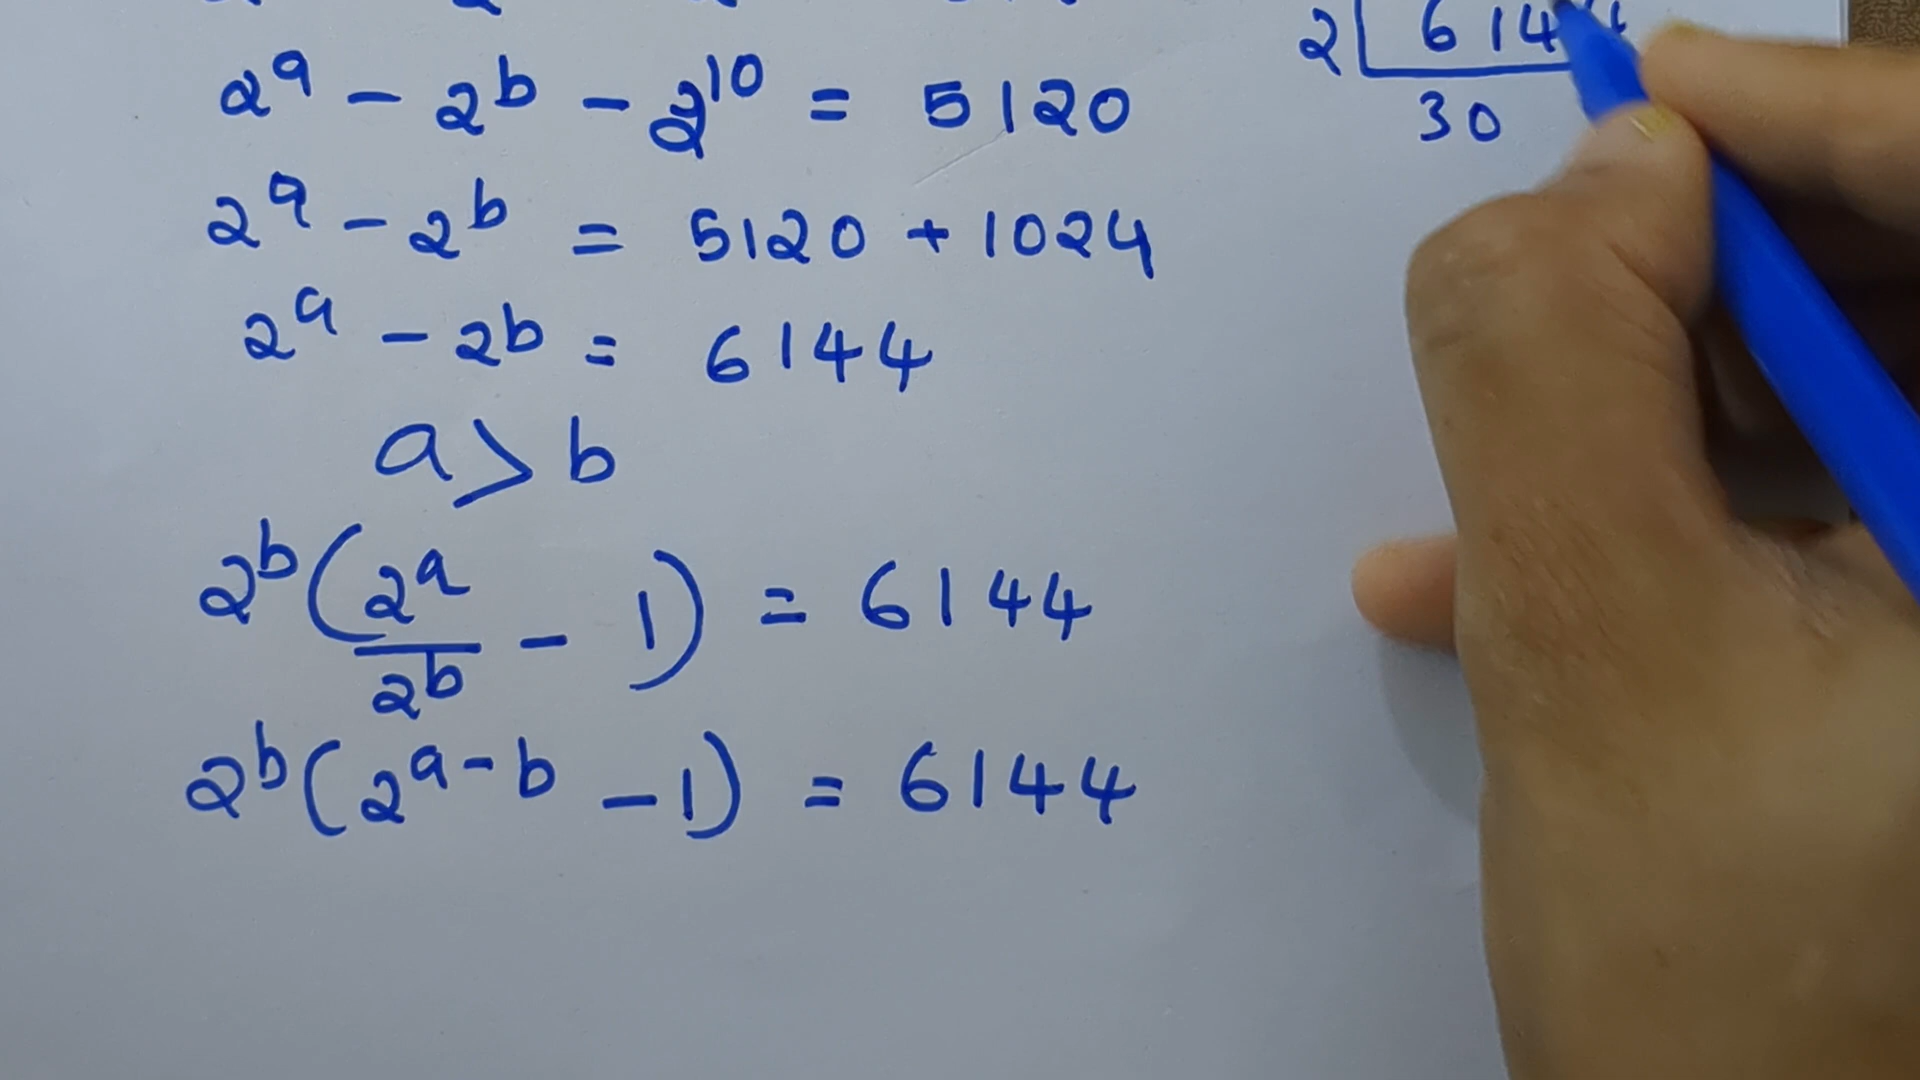 2^a - 2^b - 2^10 = 5120
2^a - 2^b = 5120 + 1024
2^a - 2^b = 6144
a > b
2^b(2^a/2^b - 1) = 6144
2^b(2^(a-b) - 1) = 6144
2 | 6144
30